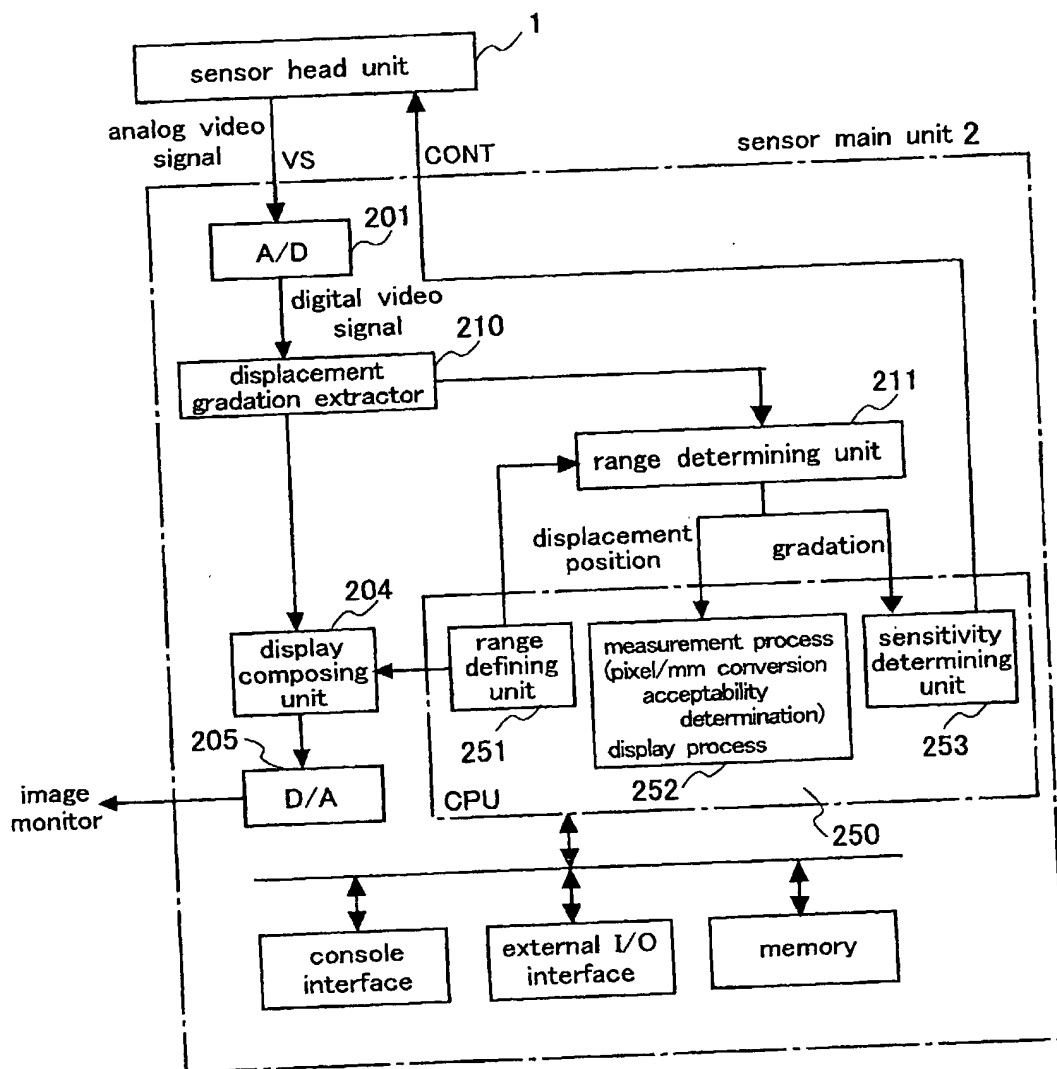 1
sensor head unit
analog video
signal
VS
CONT
sensor main unit 2
201
A/D
digital video
signal
210
displacement
gradation extractor
211
range determining unit
displacement
position
gradation
204
display
composing
unit
range
defining
unit
251
measurement process
(pixel/mm conversion
acceptability
determination)
display process
252
sensitivity
determining
unit
253
205
D/A
image
monitor
CPU
250
console
interface
external I/O
interface
memory